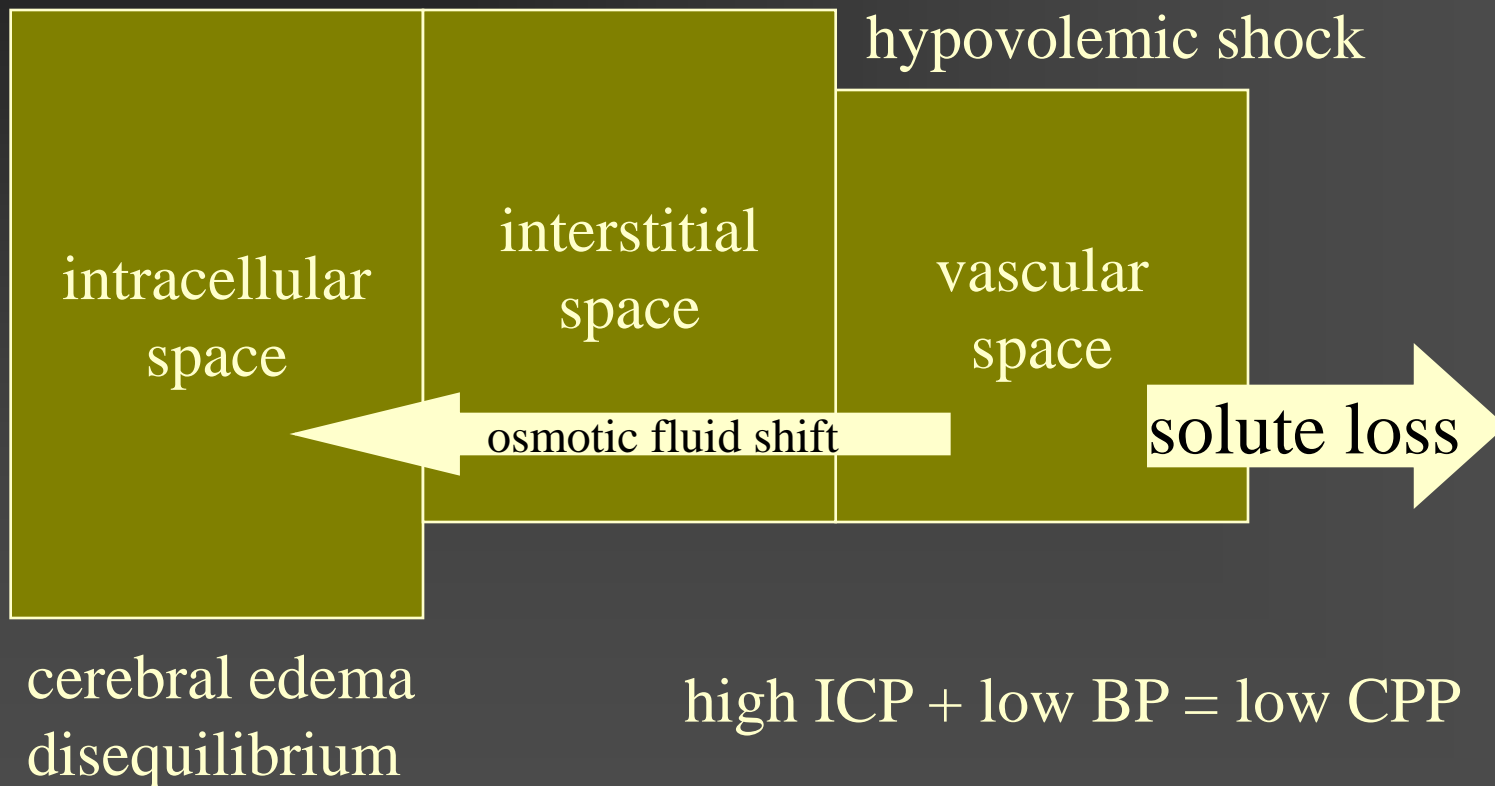 hypovolemic shock
intracellular
space
interstitial
space
vascular
space
osmotic fluid shift
solute loss
cerebral edema
disequilibrium
high ICP + low BP = low CPP